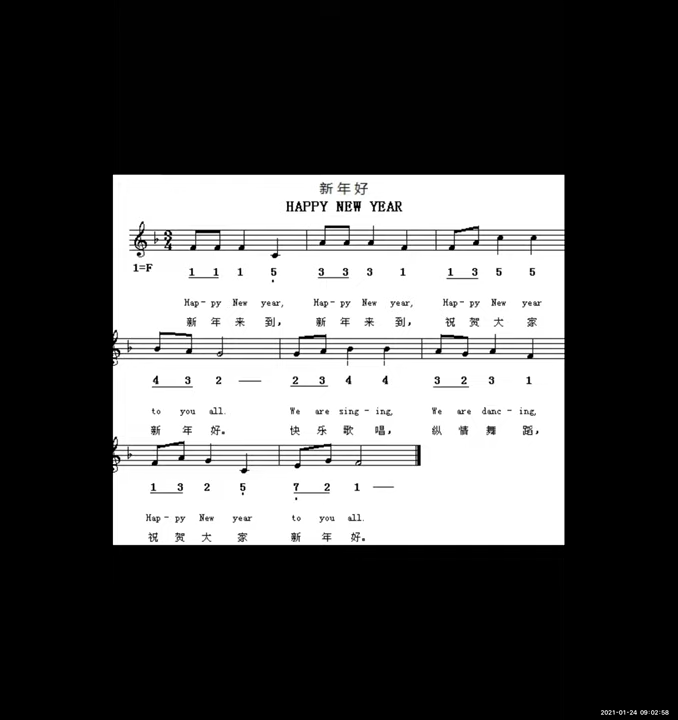 新年好
HAPPY NEW YEAR
3
4
1=F
1 1 1 5 3 3 3 1 1 3 5 5
Hap- py New year, Hap- py New year, Hap- py New year
新 年 来 到, 新 年 来 到, 祝 贺 大 家
4 3 2 — 2 3 4 4 3 2 3 1
to you all. We are sing- ing, We are danc- ing,
新 年 好。 快 乐 歌 唱, 纵 情 舞 蹈,
1 3 2 5 7 2 1 —
Hap- py New year to you all.
祝 贺 大 家 新 年 好。
2021-01-24 09:02:58